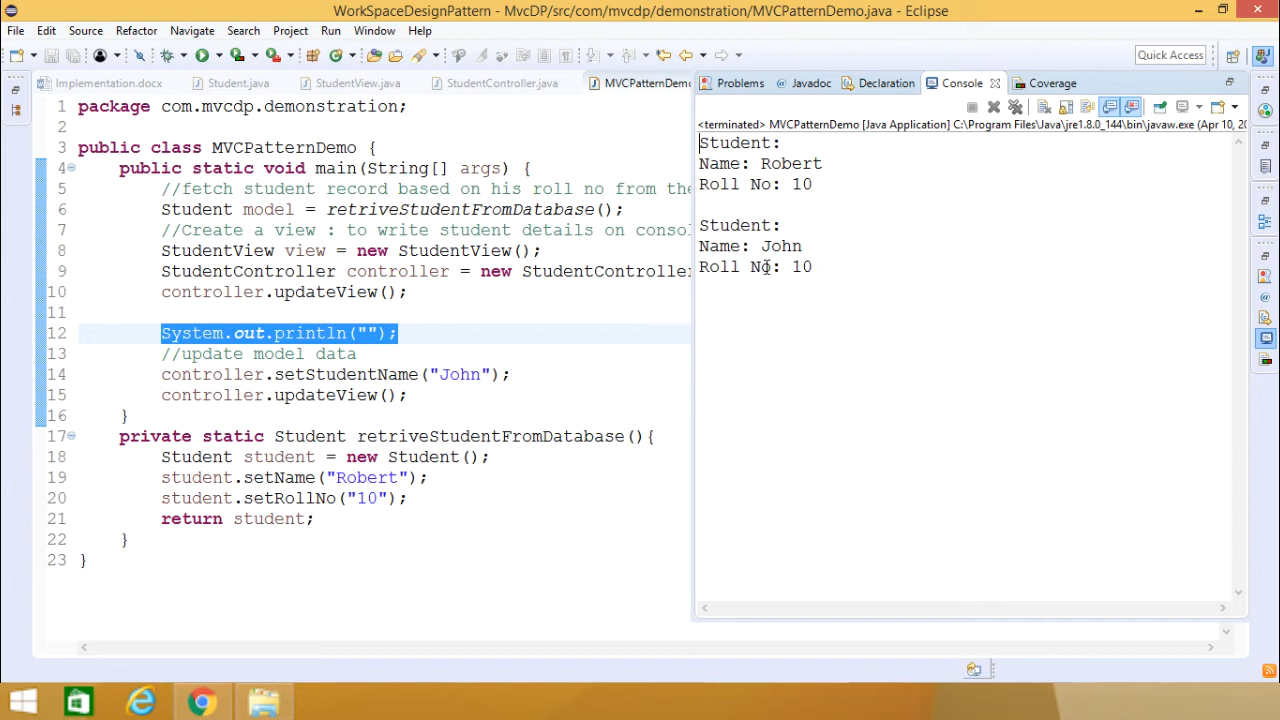 WorkSpaceDesignPattern - MvcDP/src/com/mvcdp/demonstration/MVCPatternDemo.java - Eclipse
File Edit Source Refactor Navigate Search Project Run Window Help
Quick Access
Implementation.docx Student.java StudentView.java StudentController.java MVCPatternDemo
Problems Javadoc Declaration Console Coverage
<terminated> MVCPatternDemo [Java Application] C:\Program Files\Java\jre1.8.0_144\bin\javaw.exe (Apr 10, 20
1 package com.mvcdp.demonstration;
2
3 public class MVCPatternDemo {
4 public static void main(String[] args) {
5 //fetch student record based on his roll no from the
6 Student model = retriveStudentFromDatabase();
7 //Create a view : to write student details on consol
8 StudentView view = new StudentView();
9 StudentController controller = new StudentController
10 controller.updateView();
11
12 System.out.println("");
13 //update model data
14 controller.setStudentName("John");
15 controller.updateView();
16 }
17 private static Student retriveStudentFromDatabase(){
18 Student student = new Student();
19 student.setName("Robert");
20 student.setRollNo("10");
21 return student;
22 }
23 }
Student:
Name: Robert
Roll No: 10
Student:
Name: John
Roll No: 10